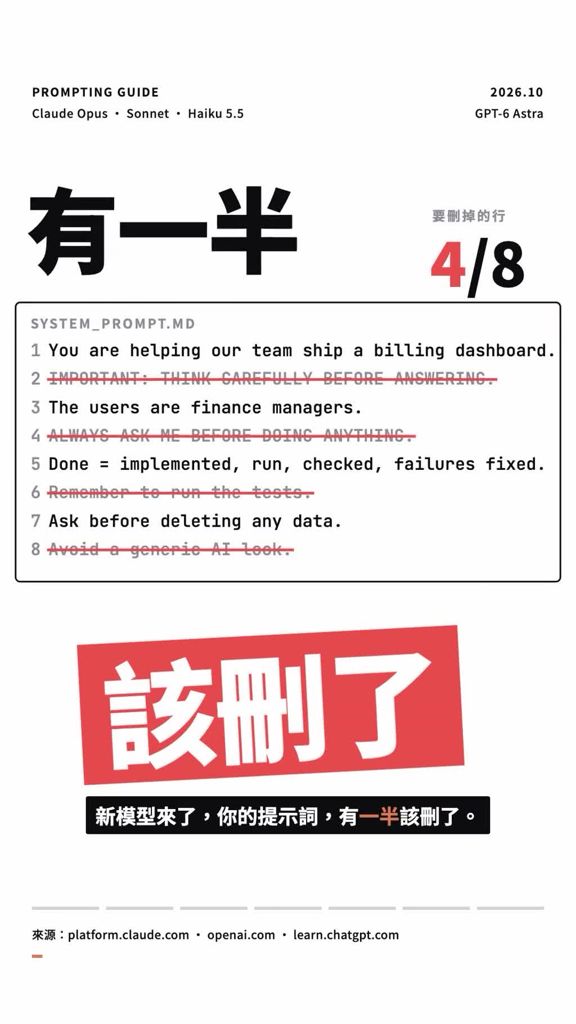 PROMPTING GUIDE
2026.10
Claude Opus · Sonnet · Haiku 5.5
GPT-6 Astra
有一半
要刪掉的行
4/8
SYSTEM_PROMPT.MD
1 You are helping our team ship a billing dashboard.
2 IMPORTANT: THINK CAREFULLY BEFORE ANSWERING.
3 The users are finance managers.
4 ALWAYS ASK ME BEFORE DOING ANYTHING.
5 Done = implemented, run, checked, failures fixed.
6 Remember to run the tests.
7 Ask before deleting any data.
8 Avoid a generic AI look.
該刪了
新模型來了，你的提示詞，有一半該刪了。
來源：platform.claude.com · openai.com · learn.chatgpt.com